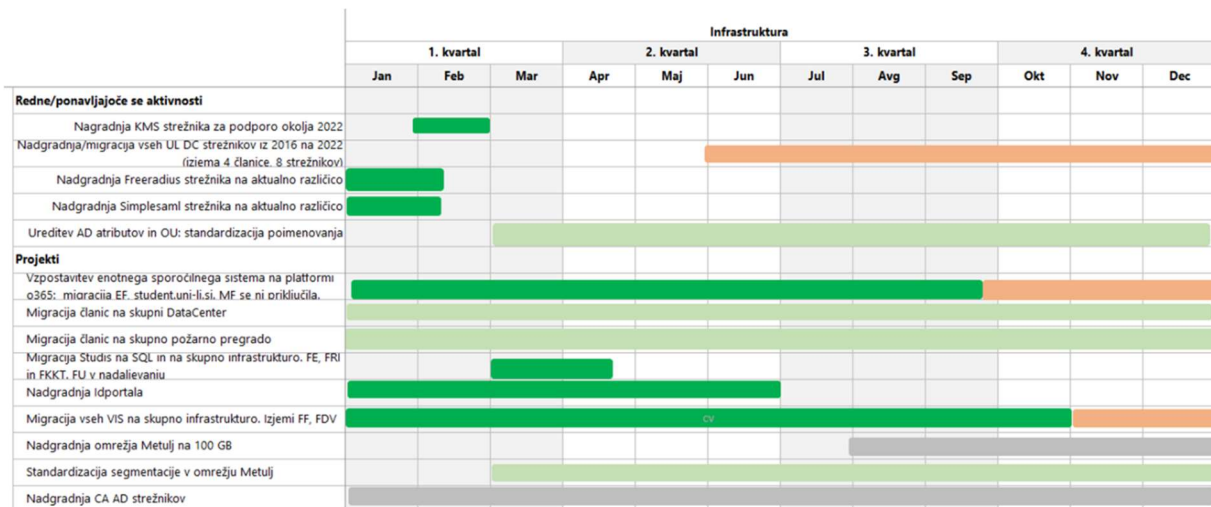 Infrastruktura
1. kvartal 2. kvartal 3. kvartal 4. kvartal
Jan Feb Mar Apr Maj Jun Jul Avg Sep Okt Nov Dec
Redne/ponavljajoče se aktivnosti
Nagradnja KMS strežnika za podporo okolja 2022
Nadgradnja/migracija vseh UL DC strežnikov iz 2016 na 2022
(izjema 4 članice, 8 strežnikov)
Nadgradnja Freeradius strežnika na aktualno različico
Nadgradnja Simplesaml strežnika na aktualno različico
Ureditev AD atributov in OU: standardizacija poimenovanja
Projekti
Vzpostavitev enotnega sporočilnega sistema na platformi
o365: migracija EF, student.uni-lj.si, MF se ni priključila.
Migracija članic na skupni DataCenter
Migracija članic na skupno požarno pregrado
Migracija Studis na SQL in na skupno infrastrukturo. FE, FRI
in FKKT. FU v nadaljevanju
Nadgradnja Idportala
Migracija vseh VIS na skupno infrastrukturo. Izjemi FF, FDV
CV
Nadgradnja omrežja Metulj na 100 GB
Standardizacija segmentacije v omrežju Metulj
Nadgradnja CA AD strežnikov